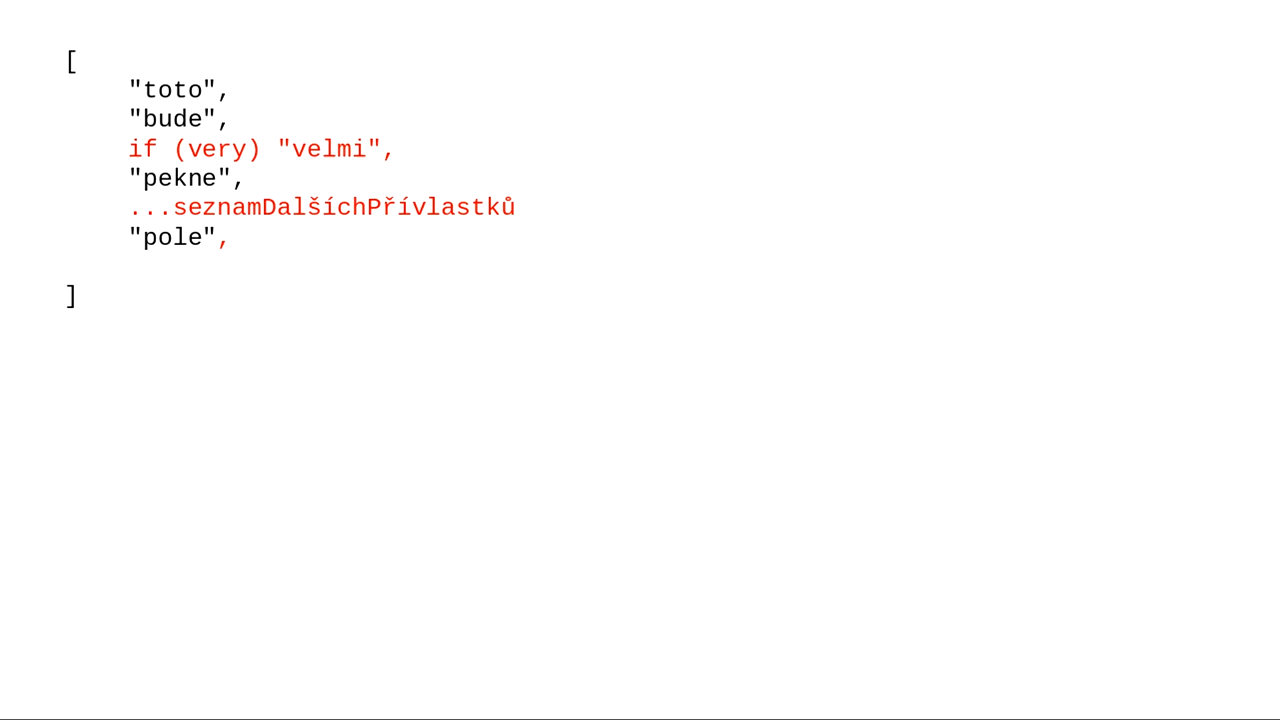 [
"toto",
"bude",
if (very) "velmi",
"pekne",
...seznamDalšíchPřívlastků
"pole",
]